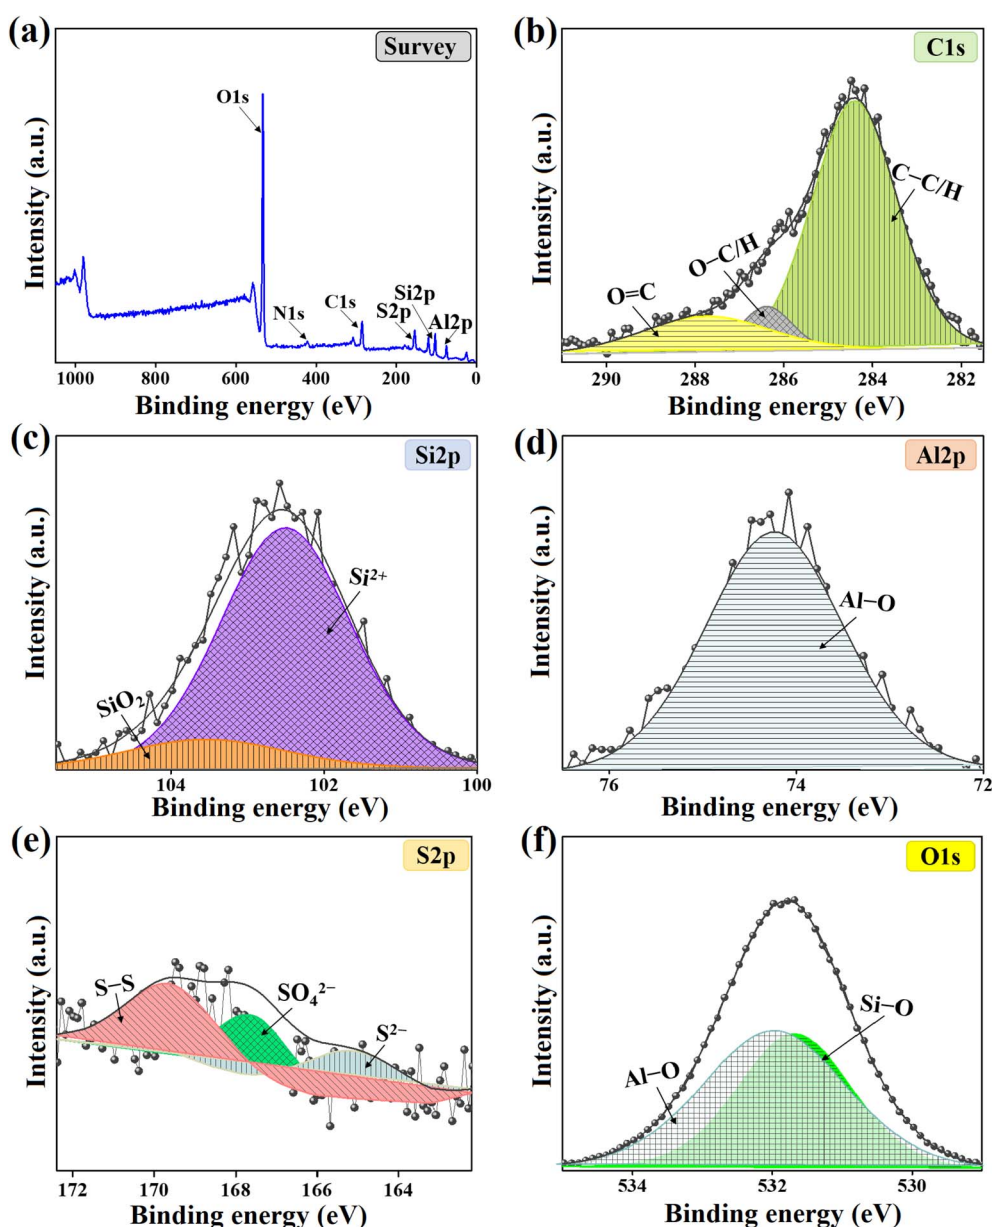 (a)
Survey
O1s
N1s
C1s
S2p
Si2p
Al2p
Intensity (a.u.)
1000 800 600 400 200 0
Binding energy (eV)
(b)
C1s
C–C/H
O–C/H
O=C
Intensity (a.u.)
290 288 286 284 282
Binding energy (eV)
(c)
Si2p
Si²⁺
SiO₂
Intensity (a.u.)
104 102 100
Binding energy (eV)
(d)
Al2p
Al–O
Intensity (a.u.)
76 74 72
Binding energy (eV)
(e)
S2p
S–S
SO₄²⁻
S²⁻
Intensity (a.u.)
172 170 168 166 164
Binding energy (eV)
(f)
O1s
Si–O
Al–O
Intensity (a.u.)
534 532 530
Binding energy (eV)